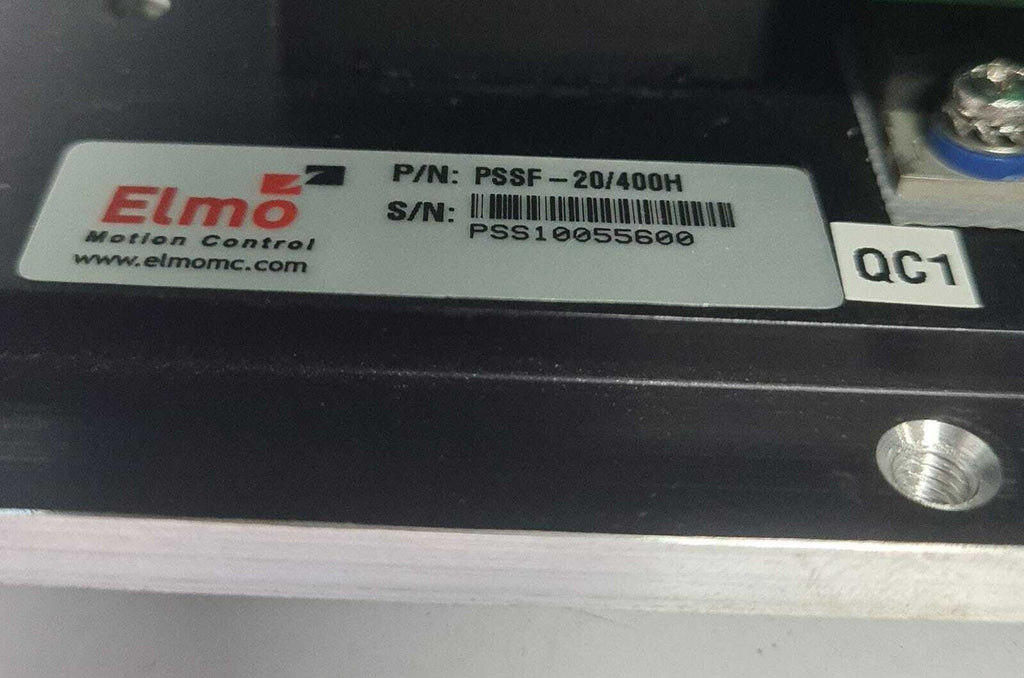 Elmo
Motion Control
www.elmomc.com
P/N: PSSF-20/400H
S/N:
PSS10055600
QC1